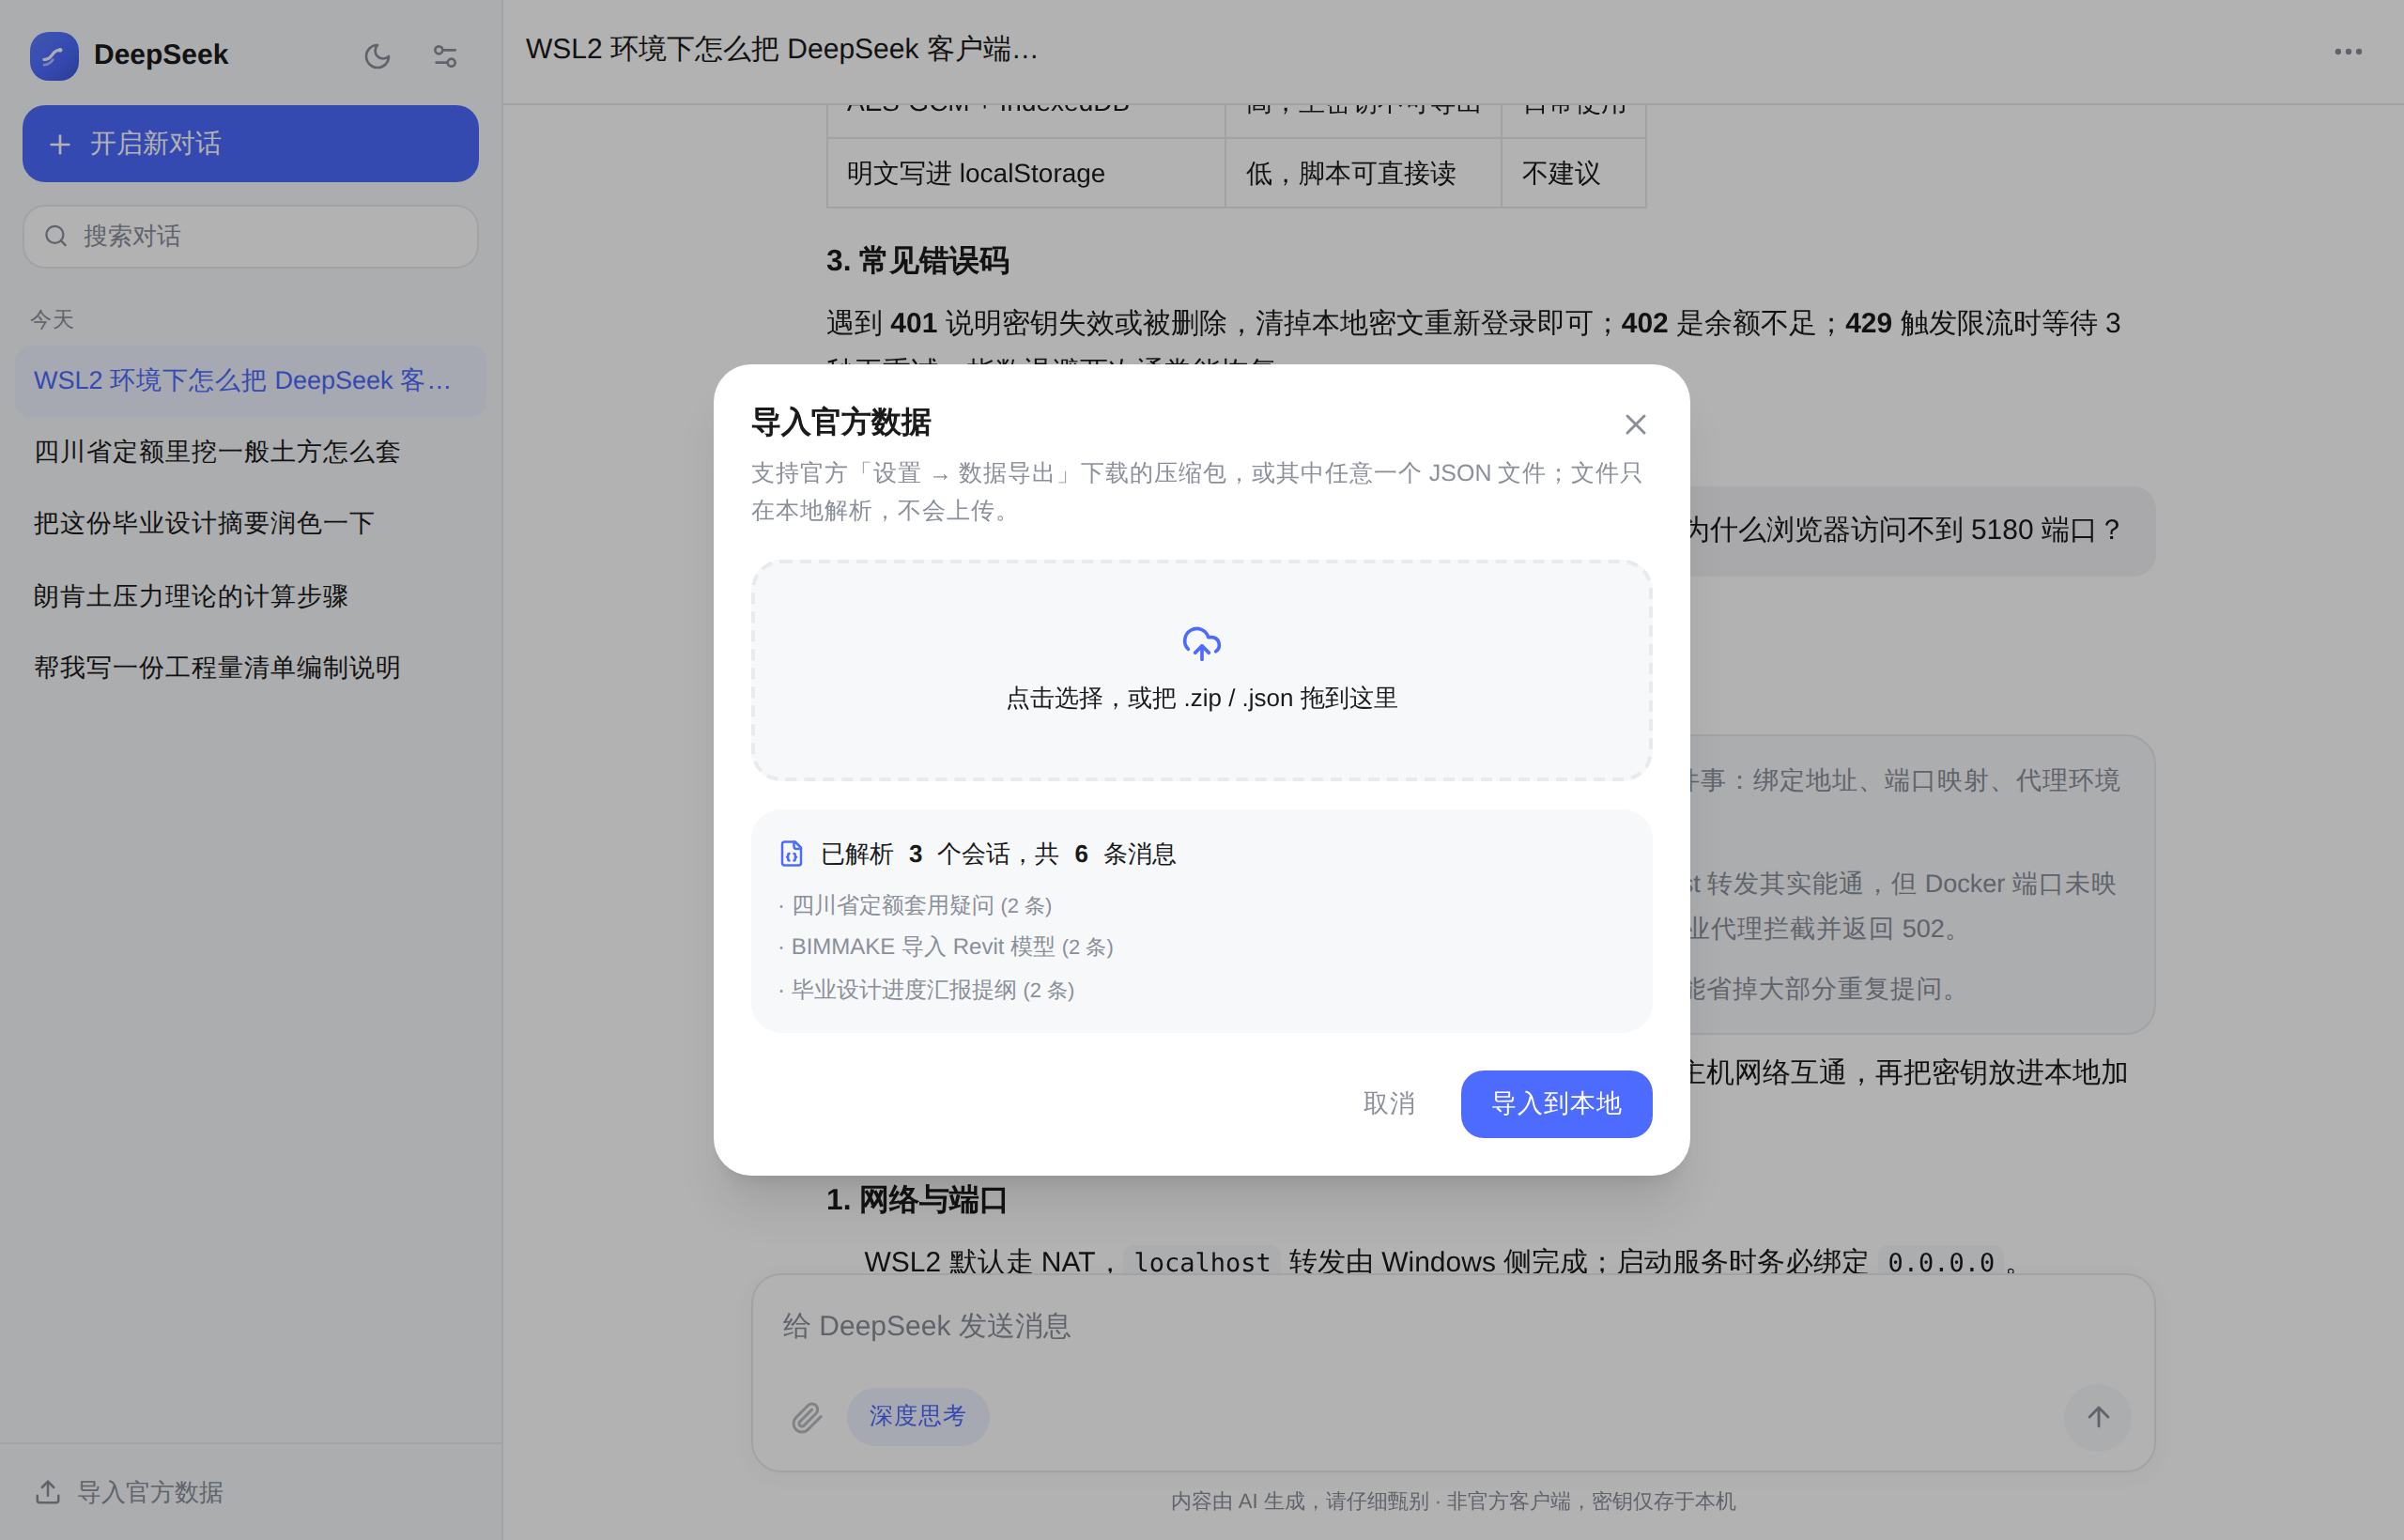 DeepSeek
开启新对话
搜索对话
今天
WSL2 环境下怎么把 DeepSeek 客…
四川省定额里挖一般土方怎么套
把这份毕业设计摘要润色一下
朗肯土压力理论的计算步骤
帮我写一份工程量清单编制说明
导入官方数据
WSL2 环境下怎么把 DeepSeek 客户端…
明文写进 localStorage 低，脚本可直接读 不建议
3. 常见错误码
遇到 401 说明密钥失效或被删除，清掉本地密文重新登录即可；402 是余额不足；429 触发限流时等待 3
为什么浏览器访问不到 5180 端口？
件事：绑定地址、端口映射、代理环境
转发其实能通，但 Docker 端口未映
业代理拦截并返回 502。
能省掉大部分重复提问。
主机网络互通，再把密钥放进本地加
导入官方数据
支持官方「设置 → 数据导出」下载的压缩包，或其中任意一个 JSON 文件；文件只
在本地解析，不会上传。
点击选择，或把 .zip / .json 拖到这里
已解析 3 个会话，共 6 条消息
· 四川省定额套用疑问 (2 条)
· BIMMAKE 导入 Revit 模型 (2 条)
· 毕业设计进度汇报提纲 (2 条)
取消
导入到本地
1. 网络与端口
WSL2 默认走 NAT，localhost 转发由 Windows 侧完成；启动服务时务必绑定 0.0.0.0。
给 DeepSeek 发送消息
深度思考
内容由 AI 生成，请仔细甄别 · 非官方客户端，密钥仅存于本机